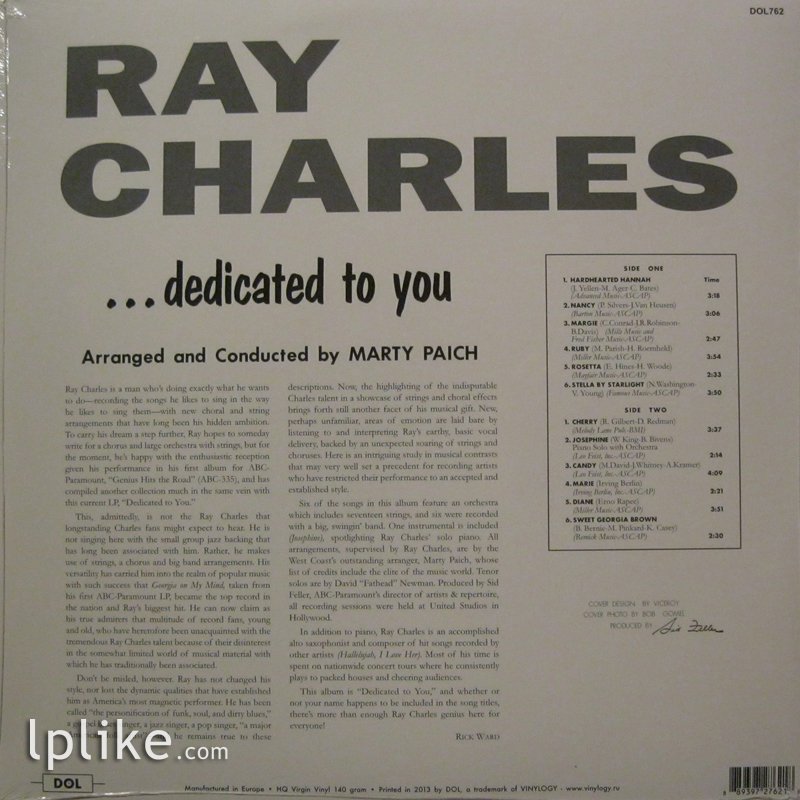 DOL762
RAY
CHARLES
...dedicated to you
Arranged and Conducted by MARTY PAICH
Ray Charles is a man who's doing exactly what he wants
to do—recording the songs he likes to sing in the way
he likes to sing them—with new choral and string
arrangements that have long been his hidden ambition.
To carry his dream a step further, Ray hopes to someday
write for a chorus and large orchestra with strings, but for
the moment, he's happy with the enthusiastic reception
given his performance in his first album for ABC-
Paramount, "Genius Hits the Road" (ABC-335), and has
compiled another collection much in the same vein with
this current LP, "Dedicated to You."
This, admittedly, is not the Ray Charles that
longstanding Charles fans might expect to hear. He is
not singing here with the small group jazz backing that
has long been associated with him. Rather, he makes
use of strings, a chorus and big band arrangements. His
versatility has carried him into the realm of popular music
with such success that Georgia on My Mind, taken from
his first ABC-Paramount LP, became the top record in
the nation and Ray's biggest hit. He can now claim as
his true admirers that multitude of record fans, young
and old, who have heretofore been unacquainted with the
tremendous Ray Charles talent because of their disinterest
in the somewhat limited world of musical material with
which he has traditionally been associated.
Don't be misled, however. Ray has not changed his
style, nor lost the dynamic qualities that have established
him as America's most magnetic performer. He has been
called "the personification of funk, soul, and dirty blues,"
a singer, a jazz singer, a pop singer, "a major
he remains true to these
descriptions. Now, the highlighting of the indisputable
Charles talent in a showcase of strings and choral effects
brings forth still another facet of his musical gift. New,
perhaps unfamiliar, areas of emotion are laid bare by
listening to and interpreting Ray's earthy, basic vocal
delivery, backed by an unexpected soaring of strings and
choruses. Here is an intriguing study in musical contrasts
that may very well set a precedent for recording artists
who have restricted their performance to an accepted and
established style.
Six of the songs in this album feature an orchestra
which includes seventeen strings, and six were recorded
with a big, swingin' band. One instrumental is included
(Josephine), spotlighting Ray Charles' solo piano. All
arrangements, supervised by Ray Charles, are by the
West Coast's outstanding arranger, Marty Paich, whose
list of credits include the elite of the music world. Tenor
solos are by David "Fathead" Newman. Produced by Sid
Feller, ABC-Paramount's director of artists & repertoire,
all recording sessions were held at United Studios in
Hollywood.
In addition to piano, Ray Charles is an accomplished
alto saxophonist and composer of hit songs recorded by
other artists (Hallelujah, I Love Her). Most of his time is
spent on nationwide concert tours where he consistently
plays to packed houses and cheering audiences.
This album is "Dedicated to You," and whether or
not your name happens to be included in the song titles,
there's more than enough Ray Charles genius here for
everyone!
RICK WARD
SIDE ONE
1. HARDHEARTED HANNAH Time
(J. Yellen-M. Ager-C. Bates)
(Advanced Music-ASCAP) 3:18
2. NANCY (P. Silvers-J.Van Heusen)
(Barton Music-ASCAP) 3:06
3. MARGIE (C.Conrad-J.R.Robinson-
B.Davis) (Mills Music and
Fred Fisher Music-ASCAP) 2:47
4. RUBY (M. Parish-H. Roemheld)
(Miller Music-ASCAP) 3:54
5. ROSETTA (E. Hines-H. Woode)
(Mayfair Music-ASCAP) 2:33
6. STELLA BY STARLIGHT (N.Washington-
V. Young) (Famous Music-ASCAP) 3:50
SIDE TWO
1. CHERRY (R. Gilbert-D. Redman)
(Melody Lane Pub.-BMI) 3:37
2. JOSEPHINE (W. King-B. Bivens)
Piano Solo with Orchestra
(Leo Feist, Inc.-ASCAP) 2:14
3. CANDY (M.David-J.Whitney-A.Kramer)
(Leo Feist, Inc.-ASCAP) 4:09
4. MARIE (Irving Berlin)
(Irving Berlin, Inc.-ASCAP) 2:21
5. DIANE (Erno Rapee)
(Miller Music-ASCAP) 3:51
6. SWEET GEORGIA BROWN
(B. Bernie-M. Pinkard-K. Casey)
(Remick Music-ASCAP) 2:30
COVER DESIGN BY VICEROY
COVER PHOTO BY BOB GOMEL
PRODUCED BY Sid Feller
lplike.com
DOL
Manufactured in Europe • HQ Virgin Vinyl 140 gram • Printed in 2013 by DOL, a trademark of VINYLOGY - www.vinylogy.ru
8 89397 27621